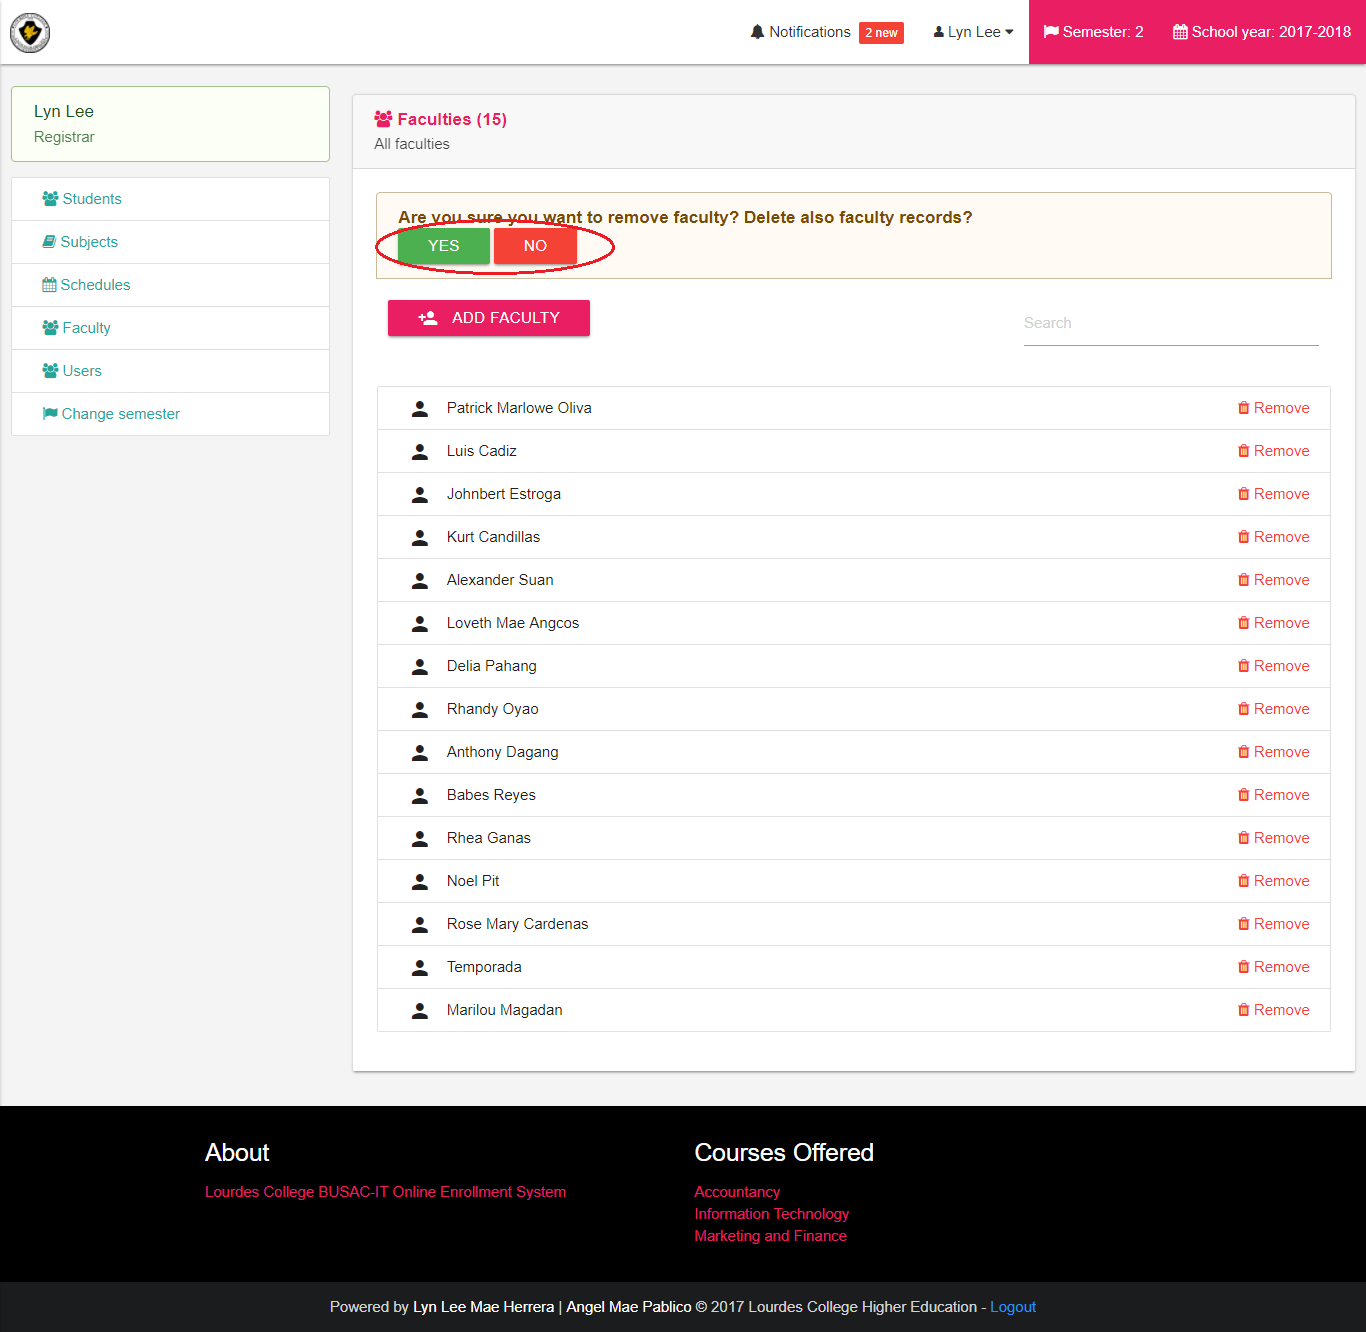 Notifications 2 new Lyn Lee Semester: 2 School year: 2017-2018
Lyn Lee
Registrar
Students
Subjects
Schedules
Faculty
Users
Change semester
Faculties (15)
All faculties
Are you sure you want to remove faculty? Delete also faculty records?
YES NO
ADD FACULTY Search
Patrick Marlowe Oliva Remove
Luis Cadiz Remove
Johnbert Estroga Remove
Kurt Candillas Remove
Alexander Suan Remove
Loveth Mae Angcos Remove
Delia Pahang Remove
Rhandy Oyao Remove
Anthony Dagang Remove
Babes Reyes Remove
Rhea Ganas Remove
Noel Pit Remove
Rose Mary Cardenas Remove
Temporada Remove
Marilou Magadan Remove
About
Lourdes College BUSAC-IT Online Enrollment System
Courses Offered
Accountancy
Information Technology
Marketing and Finance
Powered by Lyn Lee Mae Herrera | Angel Mae Pablico © 2017 Lourdes College Higher Education - Logout